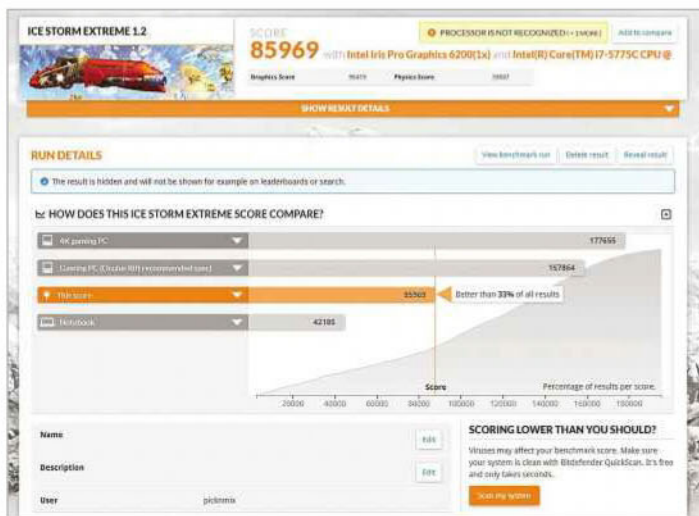 ICE STORM EXTREME 1.2
SCORE
85969 with Intel Iris Pro Graphics 6200(1x) and Intel(R) Core(TM) i7-5775C CPU @
PROCESSOR IS NOT RECOGNIZED (+ 1 MORE)
Add to compare
Graphics Score
Physics Score
SHOW RESULT DETAILS
RUN DETAILS
View benchmark run
Delete result
Reveal result
The result is hidden and will not be shown for example on leaderboards or search.
HOW DOES THIS ICE STORM EXTREME SCORE COMPARE?
4K gaming PC
177655
Gaming PC (Oculus Rift recommended spec)
157864
This score
85969
Better than 33% of all results
Notebook
42105
Score
Percentage of results per score.
20000 40000 60000 80000 100000 120000 140000 160000 180000
Name
Edit
Description
Edit
User
picknmix
SCORING LOWER THAN YOU SHOULD?
Viruses may affect your benchmark score. Make sure
your system is clean with Bitdefender QuickScan. It's free
and only takes seconds.
Scan my system